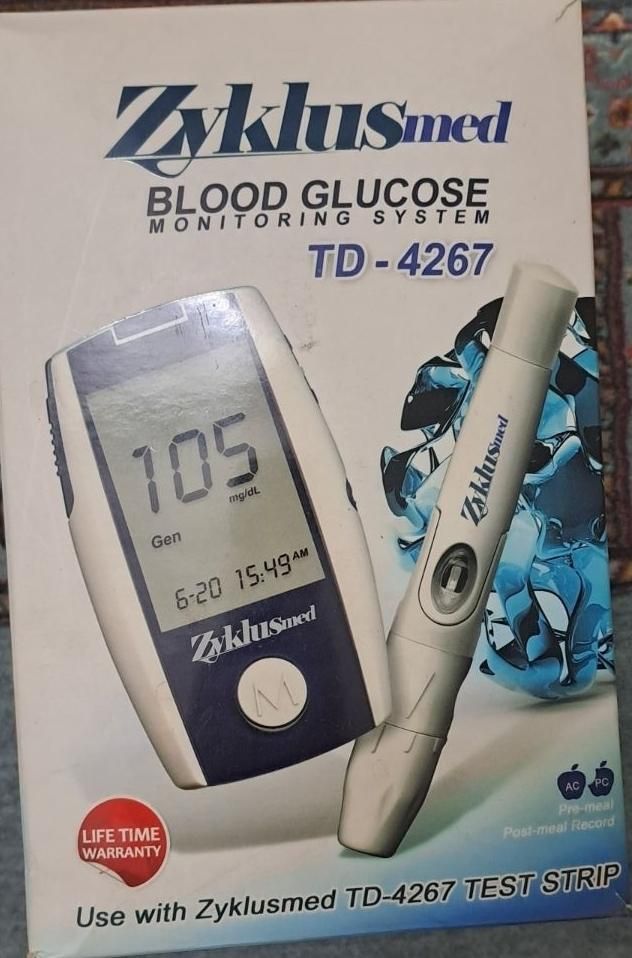 Zyklusmed
BLOOD GLUCOSE
MONITORING SYSTEM
TD - 4267
105
mg/dL
Gen
6-20 15:49 AM
Zyklusmed
M
Zyklusmed
AC PC
Pre-meal
Post-meal Record
LIFE TIME
WARRANTY
Use with Zyklusmed TD-4267 TEST STRIP